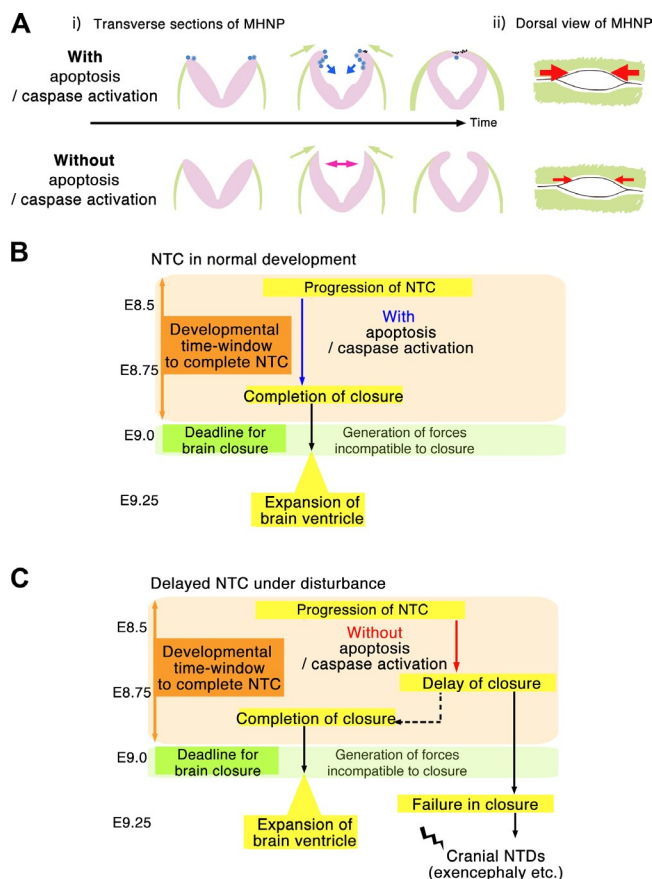 A
i) Transverse sections of MHNP
ii) Dorsal view of MHNP
With
apoptosis
/ caspase activation
Time
Without
apoptosis
/ caspase activation
B
NTC in normal development
E8.5
Progression of NTC
Developmental
time-window
to complete NTC
With
apoptosis
/ caspase activation
E8.75
Completion of closure
E9.0
Deadline for
brain closure
Generation of forces
incompatible to closure
E9.25
Expansion of
brain ventricle
C
Delayed NTC under disturbance
E8.5
Progression of NTC
Developmental
time-window
to complete NTC
Without
apoptosis
/ caspase activation
E8.75
Delay of closure
Completion of closure
E9.0
Deadline for
brain closure
Generation of forces
incompatible to closure
E9.25
Failure in closure
Expansion of
brain ventricle
Cranial NTDs
(exencephaly etc.)